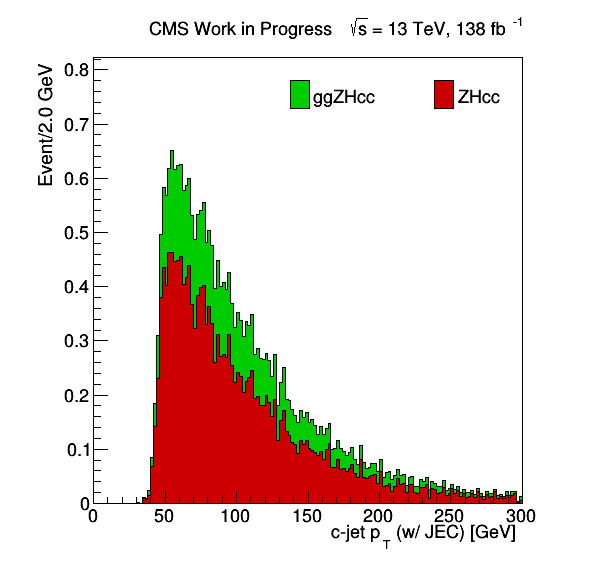 CMS Work in Progress √s = 13 TeV, 138 fb⁻¹
Event/2.0 GeV
ggZHcc ZHcc
0.8
0.7
0.6
0.5
0.4
0.3
0.2
0.1
0
0 50 100 150 200 250 300
c-jet p_T (w/ JEC) [GeV]